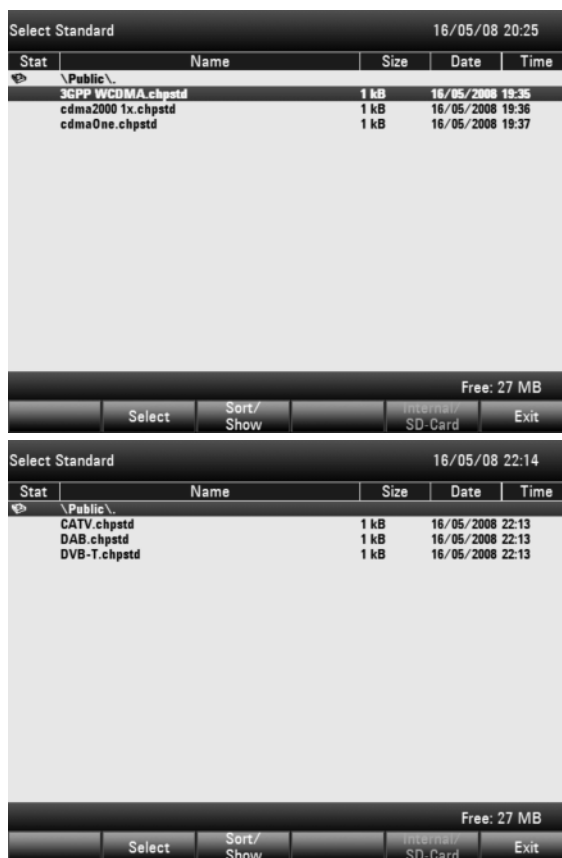 Select Standard 16/05/08 20:25
Stat Name Size Date Time
\Public\.
3GPP WCDMA.chpstd 1 kB 16/05/2008 19:35
cdma2000 1x.chpstd 1 kB 16/05/2008 19:36
cdmaOne.chpstd 1 kB 16/05/2008 19:37
Free: 27 MB
Select Sort/ Show Internal/ SD-Card Exit
Select Standard 16/05/08 22:14
Stat Name Size Date Time
\Public\.
CATV.chpstd 1 kB 16/05/2008 22:13
DAB.chpstd 1 kB 16/05/2008 22:13
DVB-T.chpstd 1 kB 16/05/2008 22:13
Free: 27 MB
Select Sort/ Show Internal/ SD-Card Exit